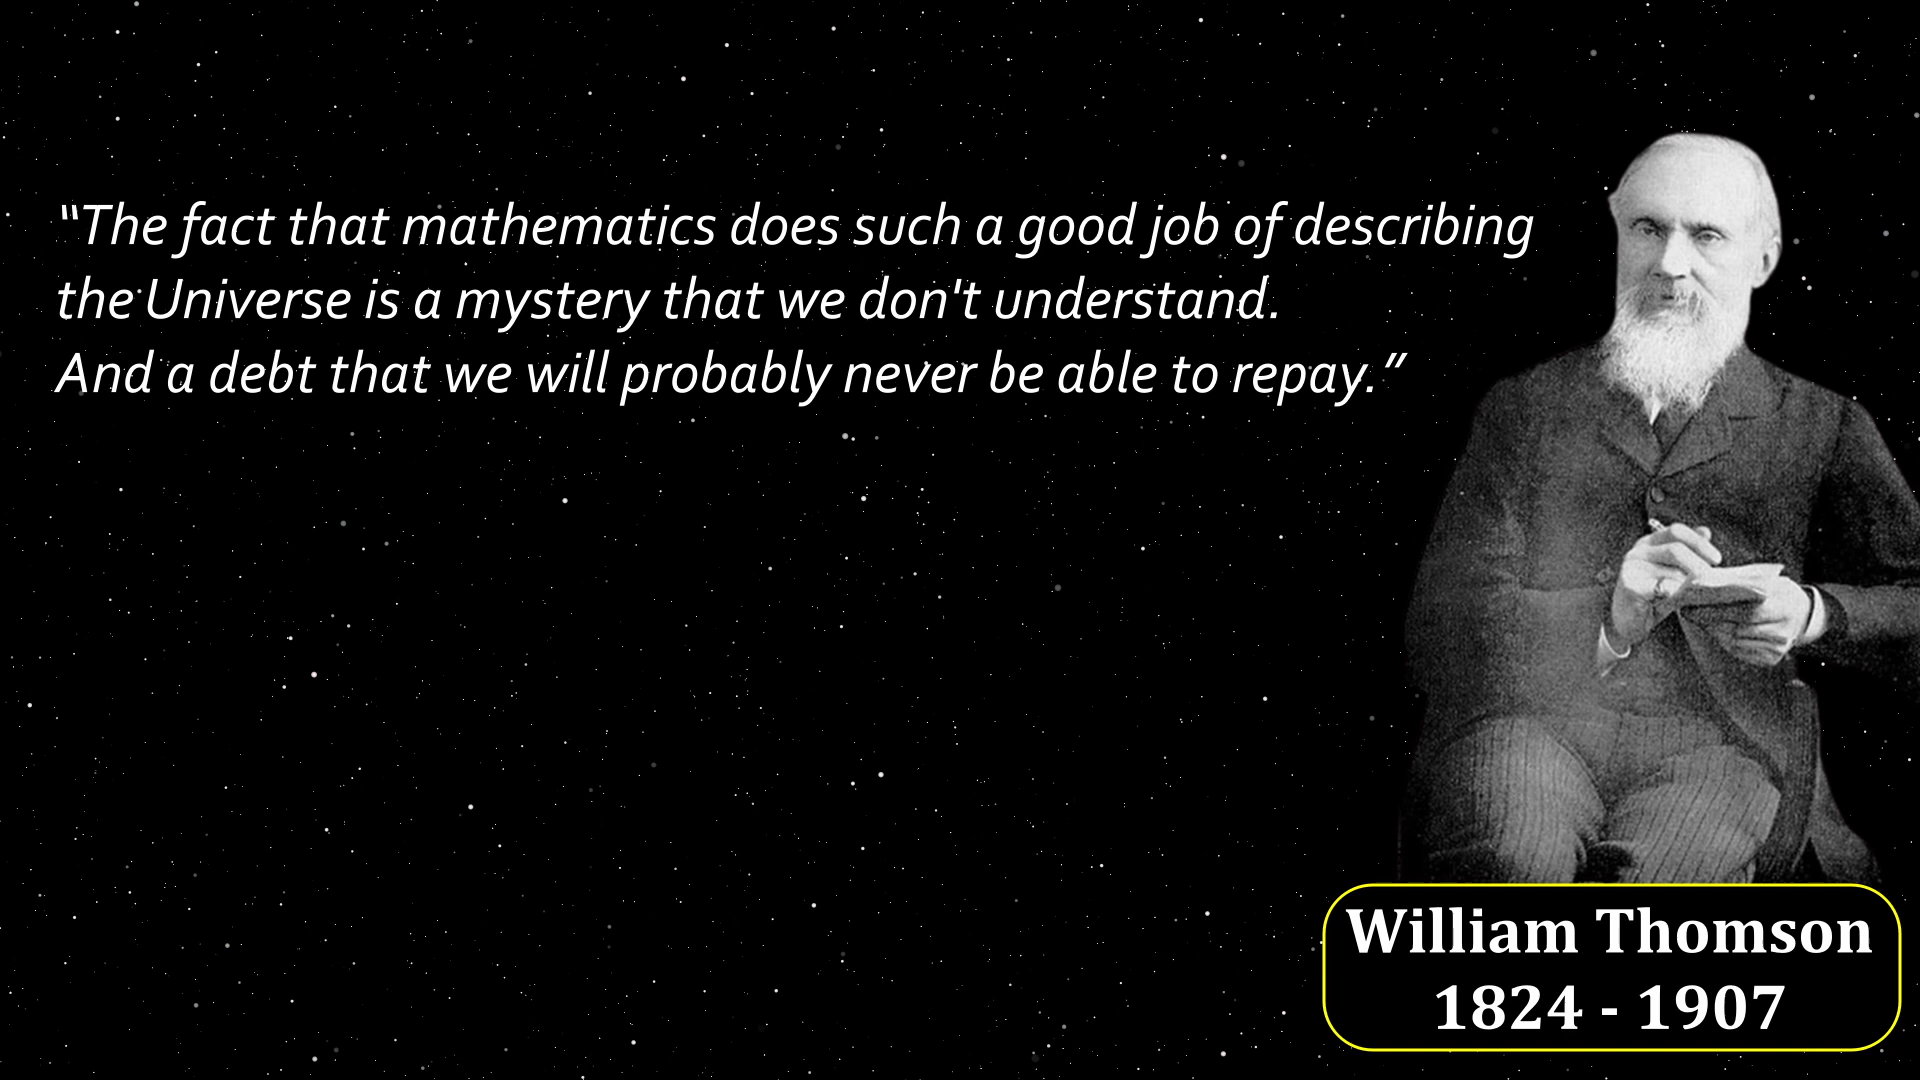 “The fact that mathematics does such a good job of describing
the Universe is a mystery that we don't understand.
And a debt that we will probably never be able to repay.”
William Thomson
1824 - 1907